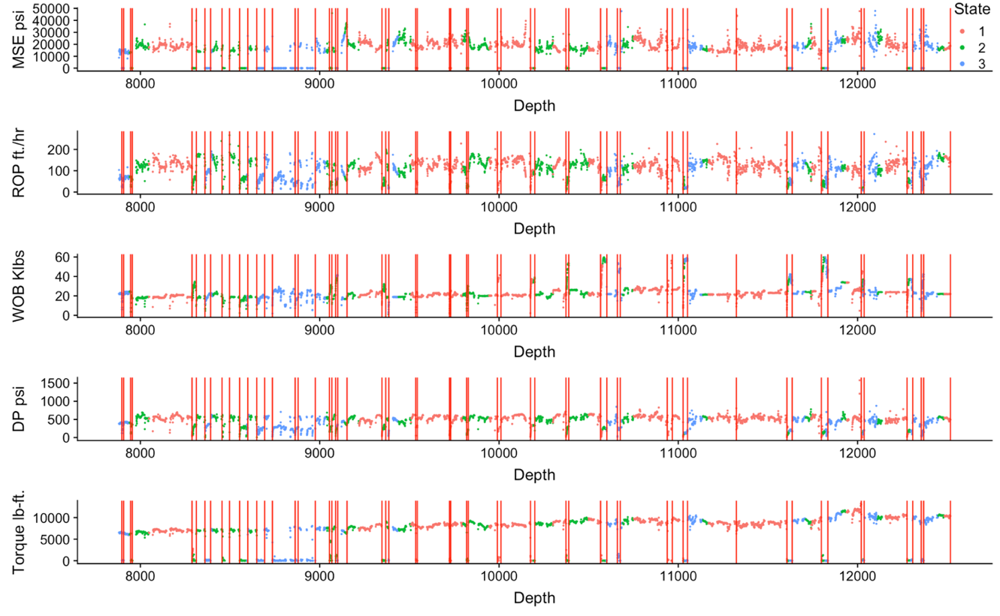 State
1
2
3
MSE psi
50000
40000
30000
20000
10000
0
8000 9000 10000 11000 12000
Depth
ROP ft./hr
200
100
0
8000 9000 10000 11000 12000
Depth
WOB Klbs
60
40
20
0
8000 9000 10000 11000 12000
Depth
DP psi
1500
1000
500
0
8000 9000 10000 11000 12000
Depth
Torque lb-ft.
10000
5000
0
8000 9000 10000 11000 12000
Depth